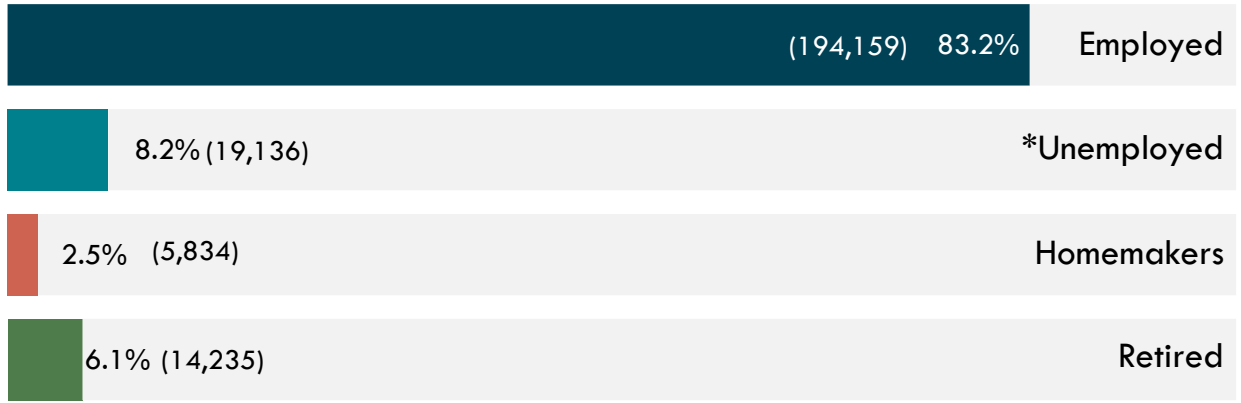 (194,159) 83.2% Employed
8.2% (19,136) *Unemployed
2.5% (5,834) Homemakers
6.1% (14,235) Retired